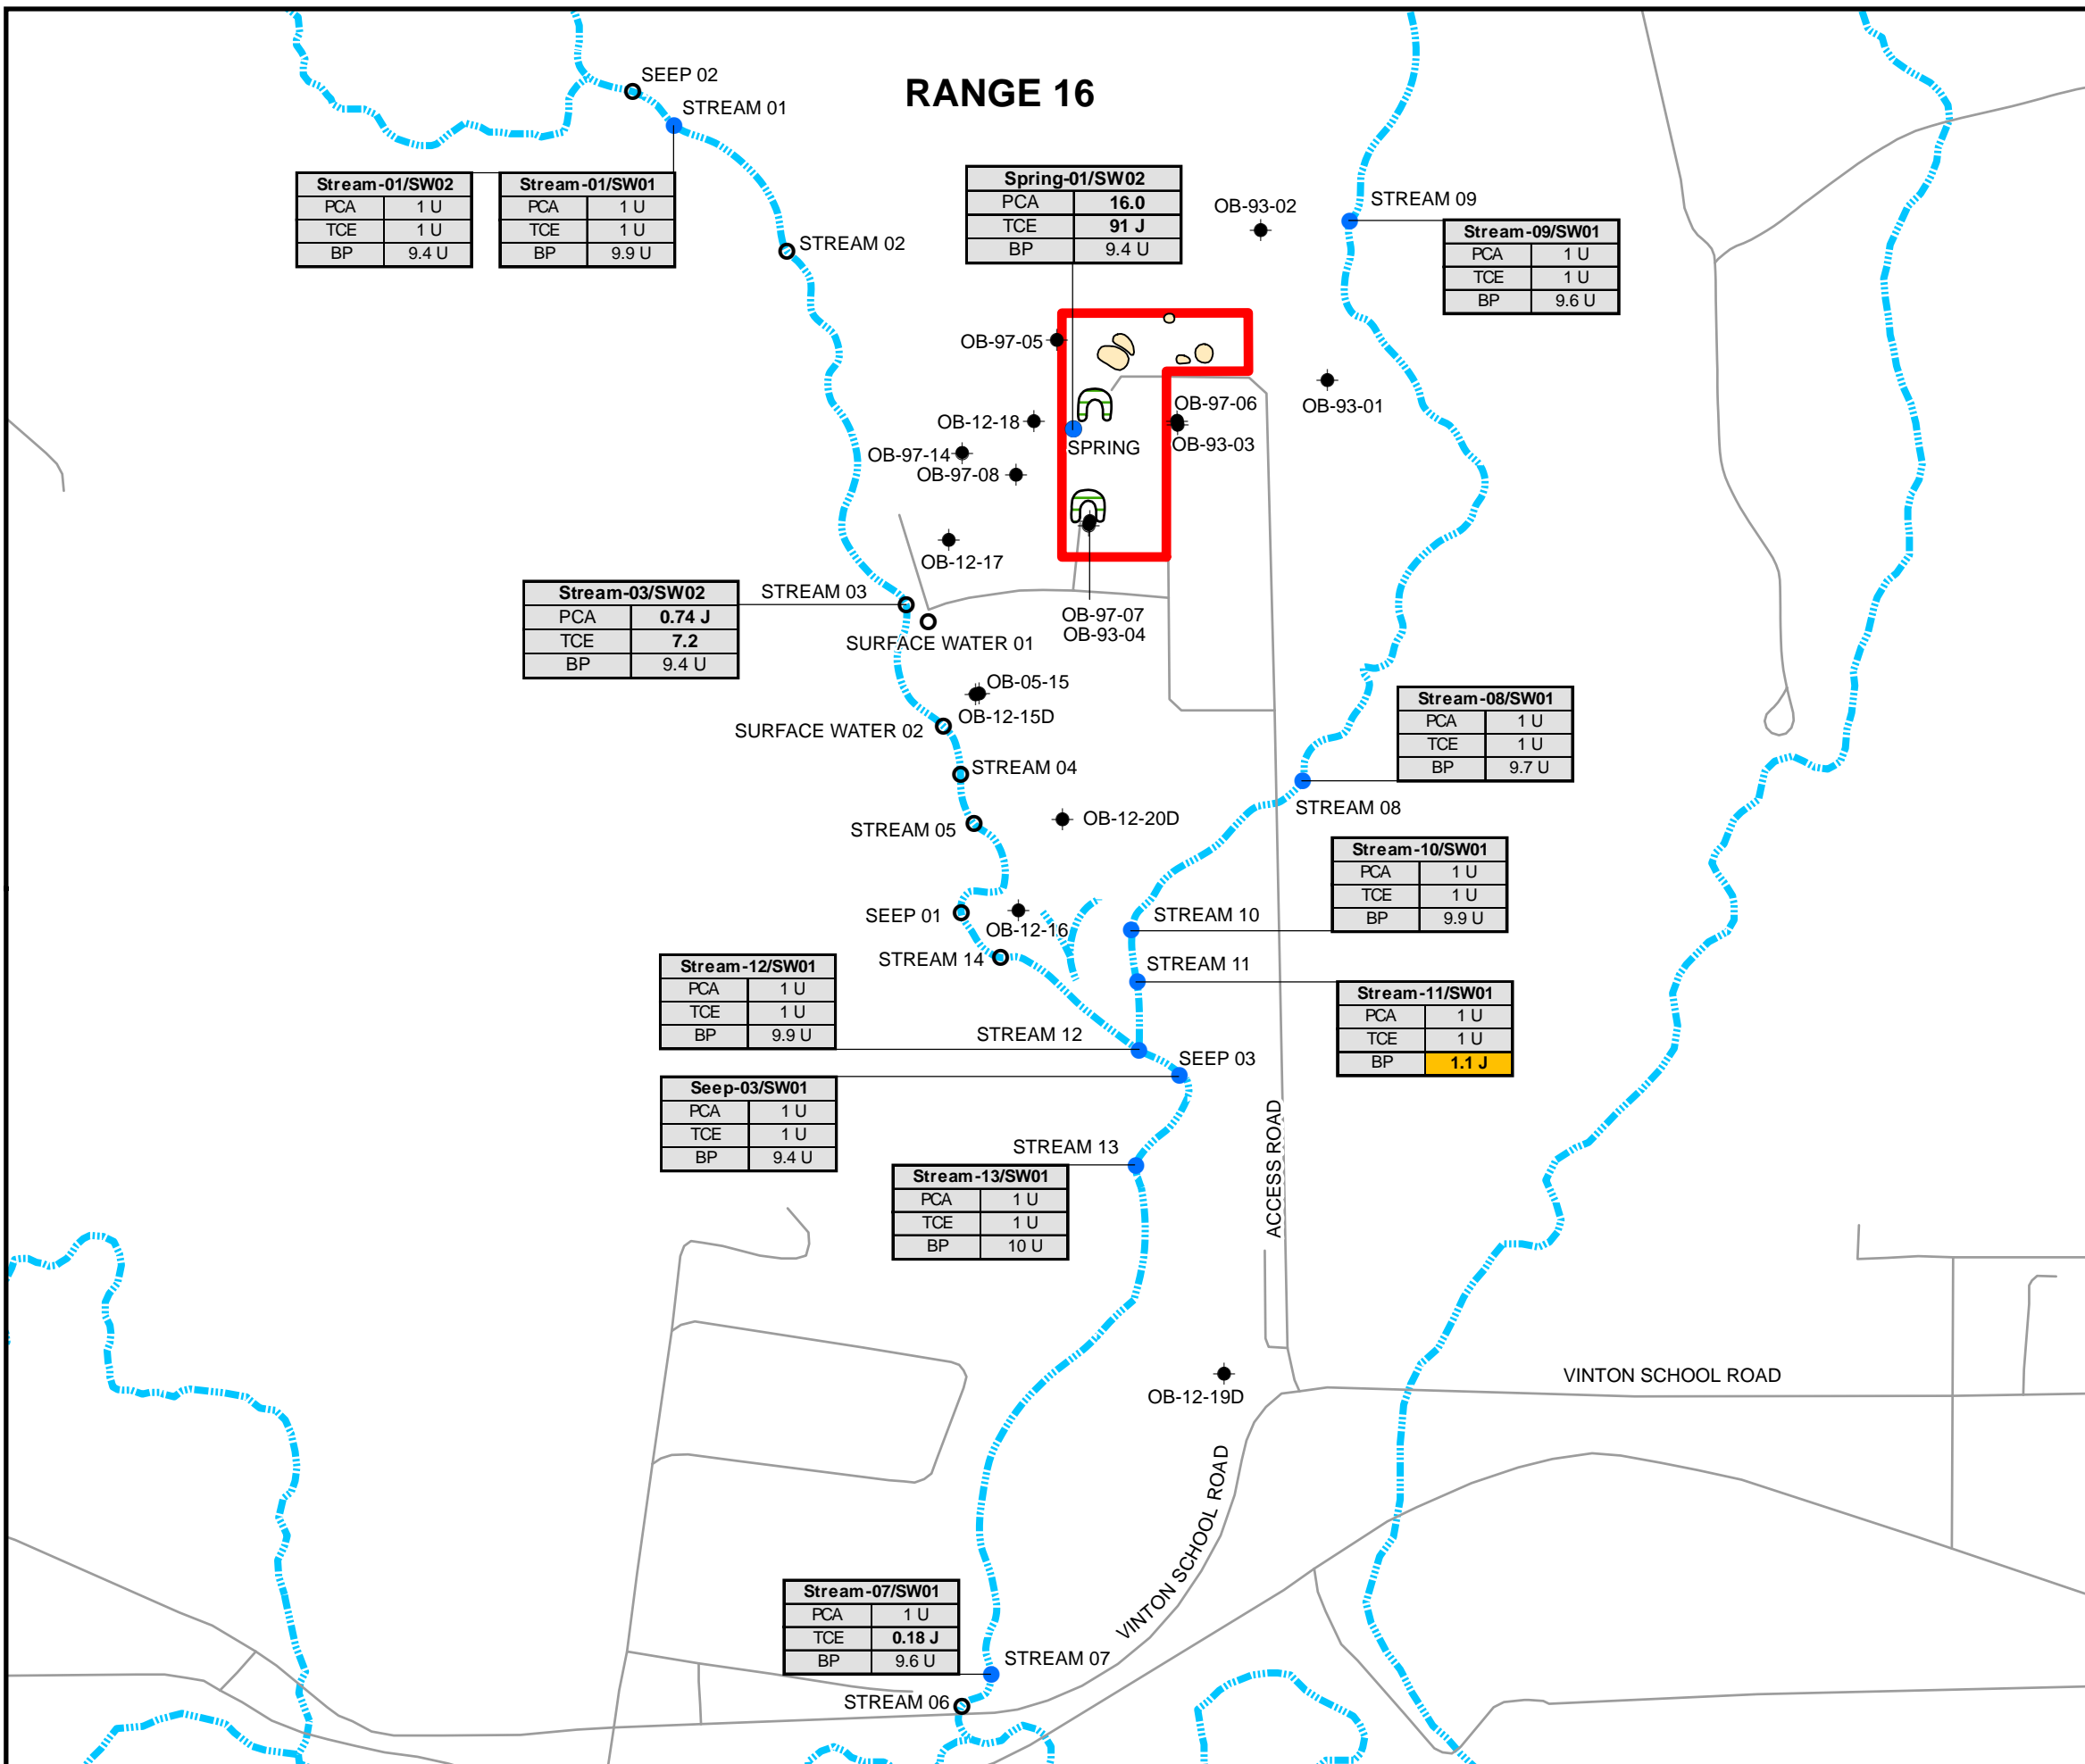 RANGE 16
SEEP 02
STREAM 01
Stream-01/SW02
PCA 1 U
TCE 1 U
BP 9.4 U
Stream-01/SW01
PCA 1 U
TCE 1 U
BP 9.9 U
Spring-01/SW02
PCA 16.0
TCE 91 J
BP 9.4 U
OB-93-02
STREAM 09
Stream-09/SW01
PCA 1 U
TCE 1 U
BP 9.6 U
STREAM 02
OB-97-05
OB-93-01
OB-97-06
OB-93-03
OB-12-18
SPRING
OB-97-14
OB-97-08
OB-12-17
Stream-03/SW02
PCA 0.74 J
TCE 7.2
BP 9.4 U
STREAM 03
SURFACE WATER 01
OB-97-07
OB-93-04
OB-05-15
OB-12-15D
SURFACE WATER 02
Stream-08/SW01
PCA 1 U
TCE 1 U
BP 9.7 U
STREAM 04
STREAM 08
STREAM 05
OB-12-20D
Stream-10/SW01
PCA 1 U
TCE 1 U
BP 9.9 U
SEEP 01
OB-12-16
STREAM 10
STREAM 14
STREAM 11
Stream-12/SW01
PCA 1 U
TCE 1 U
BP 9.9 U
Stream-11/SW01
PCA 1 U
TCE 1 U
BP 1.1 J
STREAM 12
SEEP 03
Seep-03/SW01
PCA 1 U
TCE 1 U
BP 9.4 U
STREAM 13
Stream-13/SW01
PCA 1 U
TCE 1 U
BP 10 U
ACCESS ROAD
VINTON SCHOOL ROAD
OB-12-19D
VINTON SCHOOL ROAD
Stream-07/SW01
PCA 1 U
TCE 0.18 J
BP 9.6 U
STREAM 07
STREAM 06